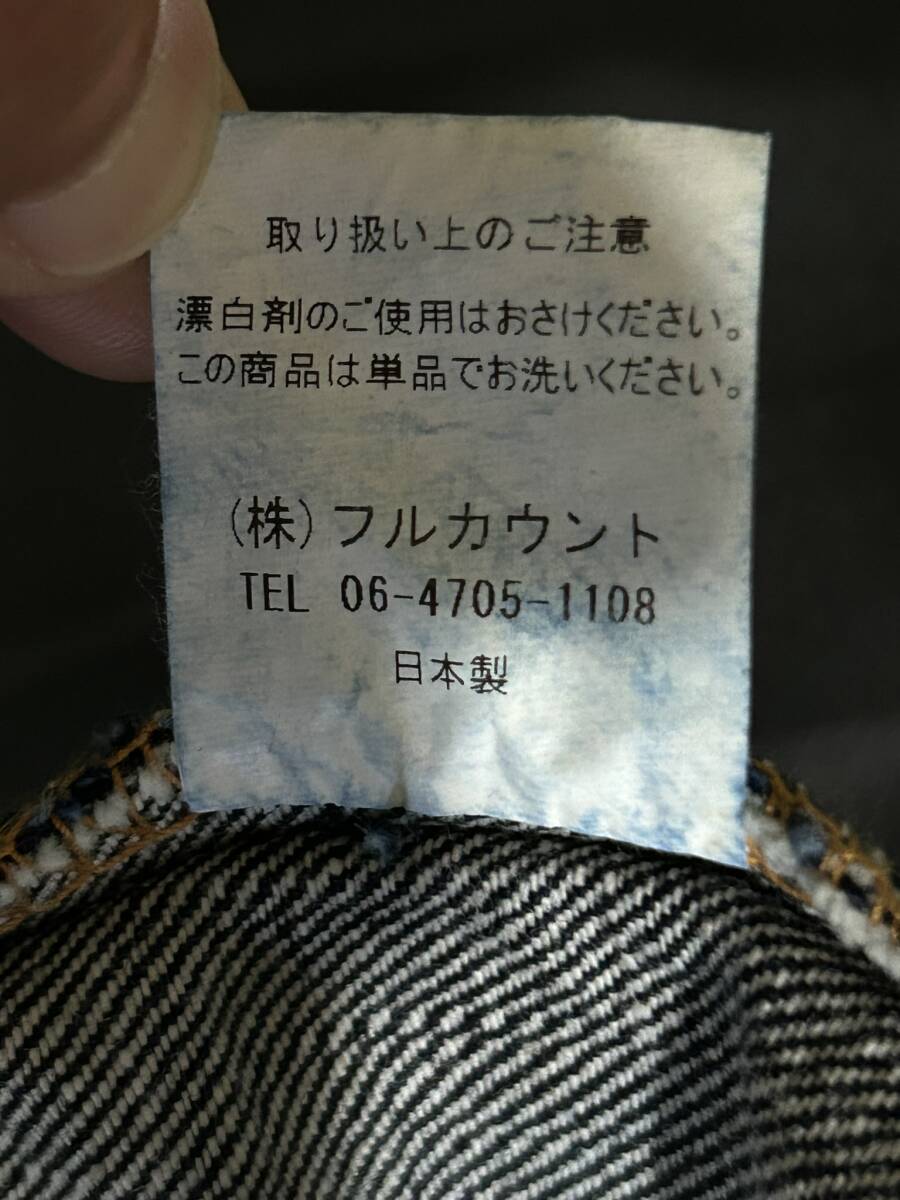 取り扱い上のご注意
漂白剤のご使用はおさけください。
この商品は単品でお洗いください。
(株)フルカウント
TEL 06-4705-1108
日本製